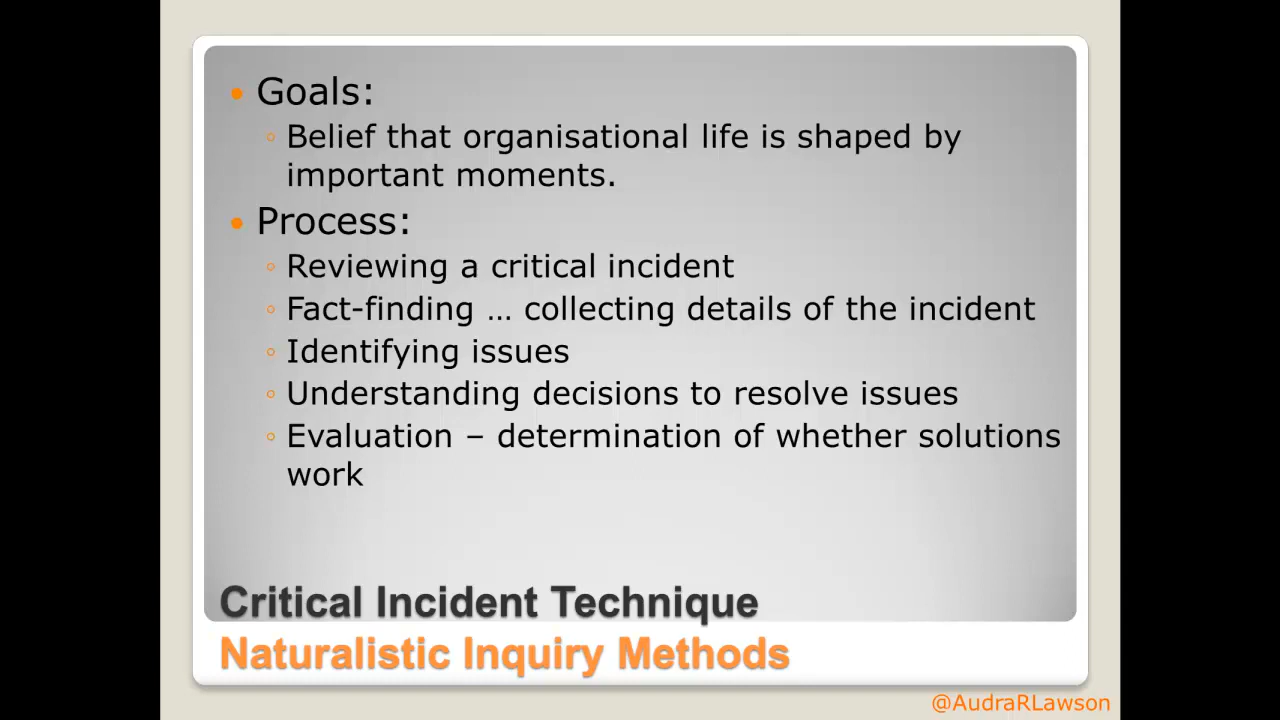 Goals:
Belief that organisational life is shaped by
important moments.
Process:
Reviewing a critical incident
Fact-finding … collecting details of the incident
Identifying issues
Understanding decisions to resolve issues
Evaluation – determination of whether solutions
work
Critical Incident Technique
Naturalistic Inquiry Methods
@AudraRLawson